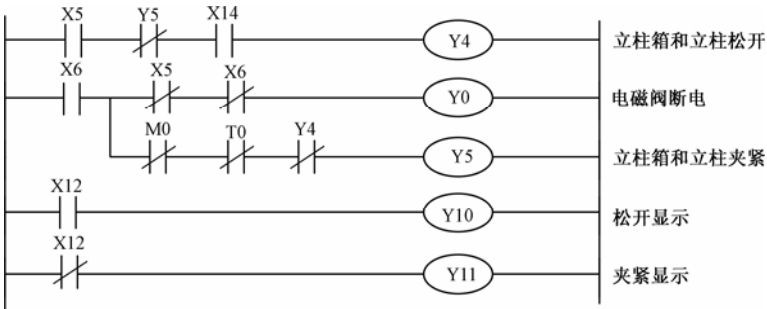 X5 Y5 X14
Y4 立柱箱和立柱松开
X6 X5 X6
Y0 电磁阀断电
M0 T0 Y4
Y5 立柱箱和立柱夹紧
X12
Y10 松开显示
X12
Y11 夹紧显示